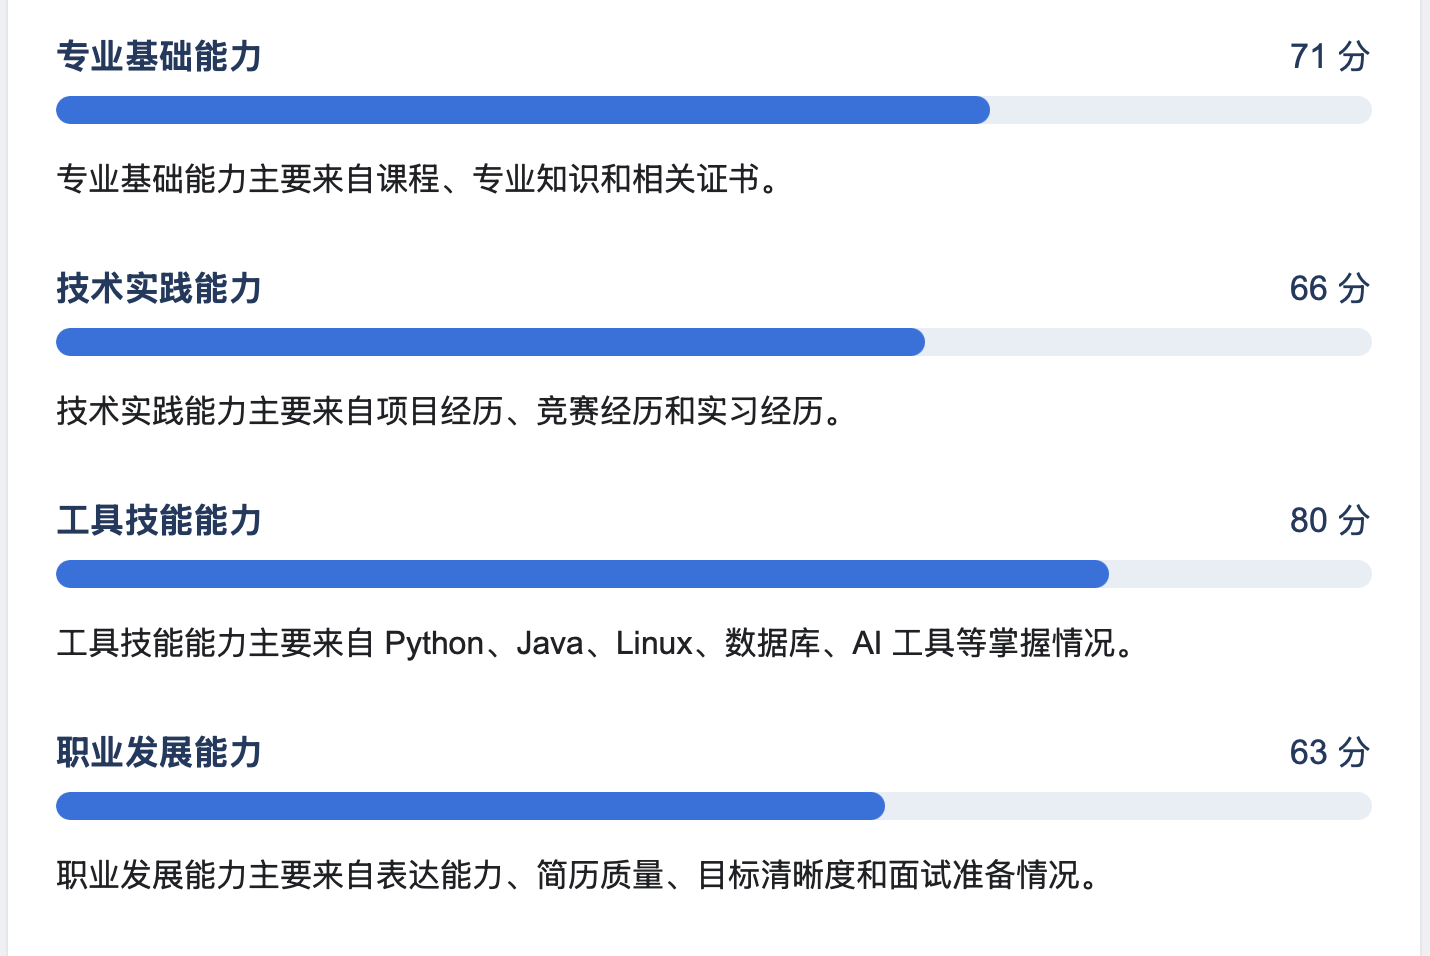 专业基础能力
71 分
专业基础能力主要来自课程、专业知识和相关证书。
技术实践能力
66 分
技术实践能力主要来自项目经历、竞赛经历和实习经历。
工具技能能力
80 分
工具技能能力主要来自 Python、Java、Linux、数据库、AI 工具等掌握情况。
职业发展能力
63 分
职业发展能力主要来自表达能力、简历质量、目标清晰度和面试准备情况。